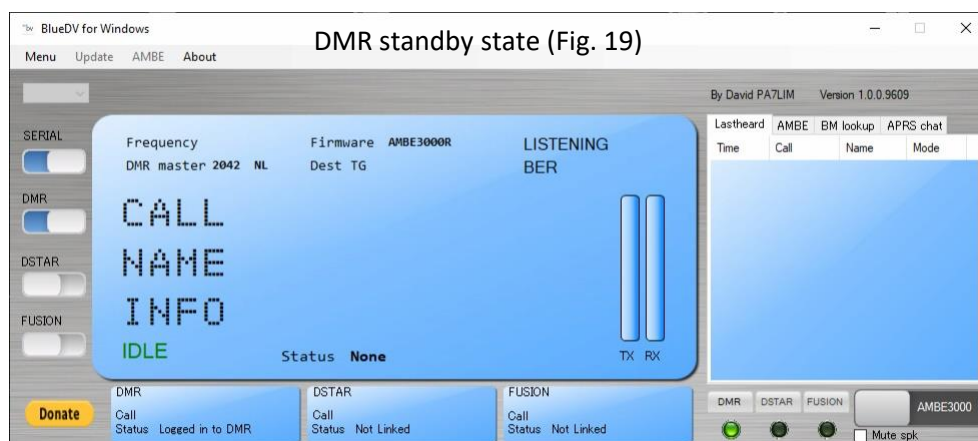 BlueDV for Windows
DMR standby state (Fig. 19)
Menu Update AMBE About
By David PA7LIM Version 1.0.0.9609
SERIAL
DMR
DSTAR
FUSION
Frequency Firmware AMBE3000R LISTENING
DMR master 2042 NL Dest TG BER
CALL
NAME
INFO
IDLE Status None TX RX
Lastheard AMBE BM lookup APRS chat
Time Call Name Mode
Donate
DMR
Call
Status Logged in to DMR
DSTAR
Call
Status Not Linked
FUSION
Call
Status Not Linked
DMR DSTAR FUSION AMBE3000
Mute spk